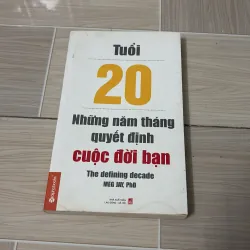 Tuổi
20
Những năm tháng
quyết định
cuộc đời bạn
The defining decade
MEG JAY, PhD